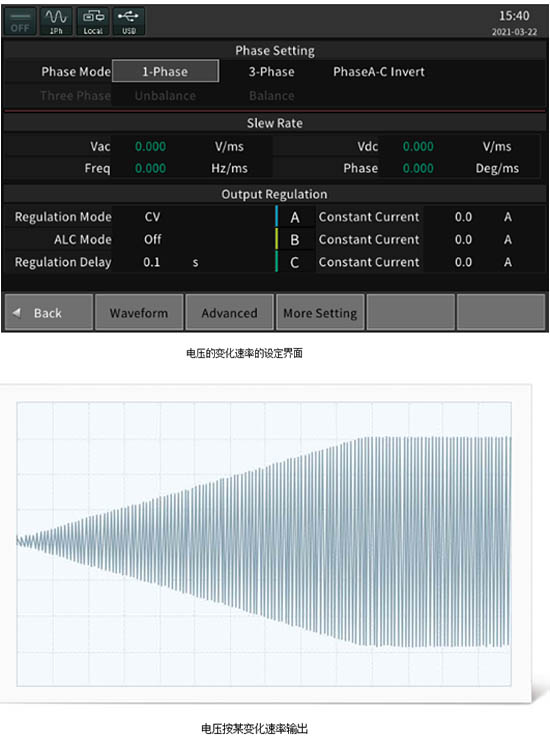 15:40
OFF 1Ph Local USB 2021-03-22
Phase Setting
Phase Mode 1-Phase 3-Phase PhaseA-C Invert
Three Phase Unbalance Balance
Slew Rate
Vac 0.000 V/ms Vdc 0.000 V/ms
Freq 0.000 Hz/ms Phase 0.000 Deg/ms
Output Regulation
Regulation Mode CV A Constant Current 0.0 A
ALC Mode Off B Constant Current 0.0 A
Regulation Delay 0.1 s C Constant Current 0.0 A
Back Waveform Advanced More Setting
电压的变化速率的设定界面
电压按某变化速率输出